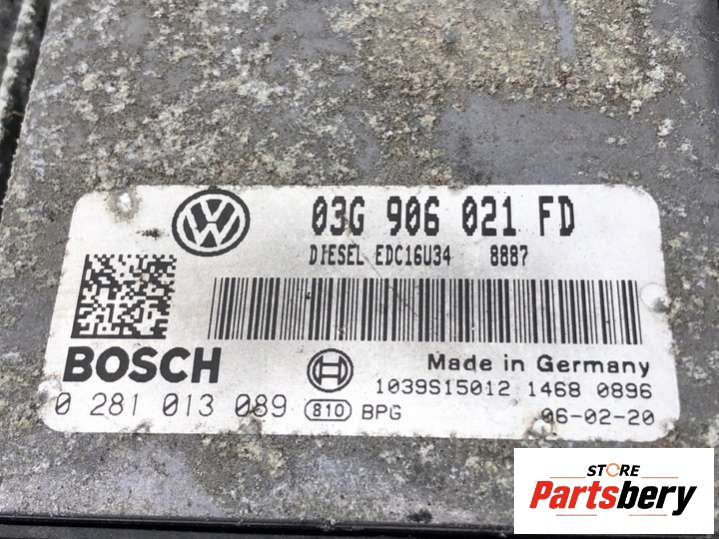 VW
03G 906 021 FD
DIESEL EDC16U34 8887
BOSCH
Made in Germany
1039S15012 1468 0896
0 281 013 089 810 BPG 06-02-20
STORE
Partsbery